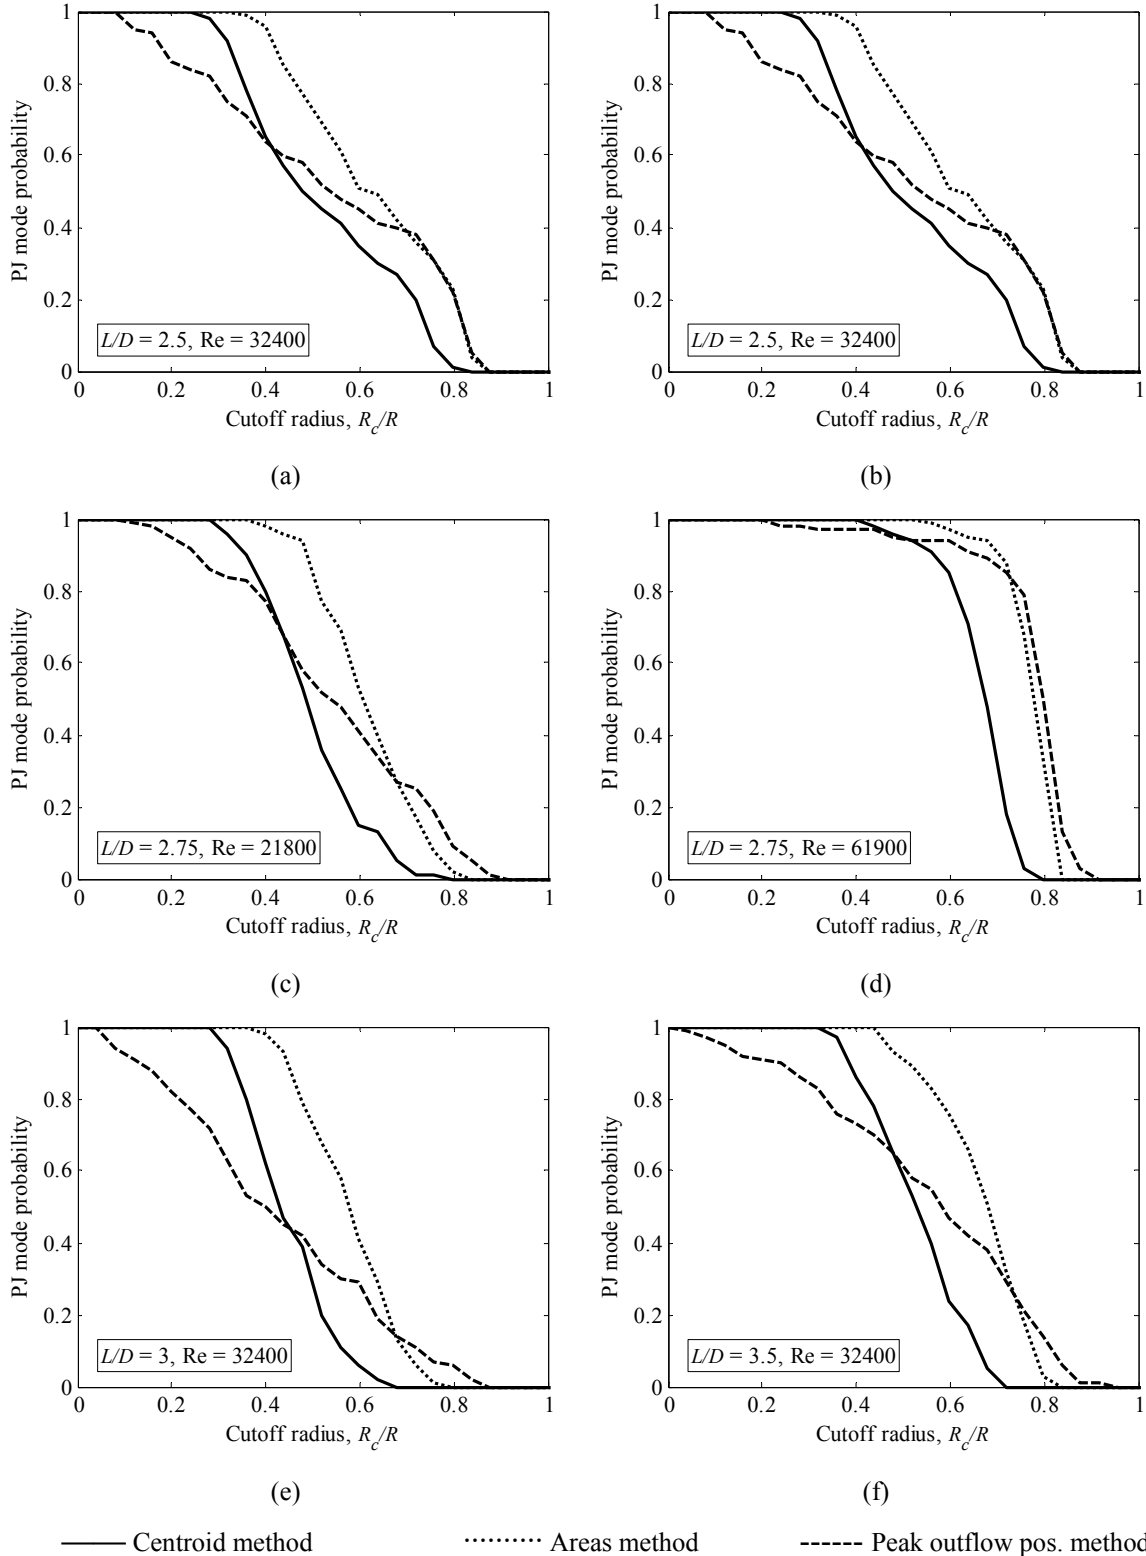 1
0.8
0.6
0.4
0.2
0
PJ mode probability
L/D = 2.5, Re = 32400
0 0.2 0.4 0.6 0.8 1
Cutoff radius, Rc/R
(a)
1
0.8
0.6
0.4
0.2
0
PJ mode probability
L/D = 2.5, Re = 32400
0 0.2 0.4 0.6 0.8 1
Cutoff radius, Rc/R
(b)
1
0.8
0.6
0.4
0.2
0
PJ mode probability
L/D = 2.75, Re = 21800
0 0.2 0.4 0.6 0.8 1
Cutoff radius, Rc/R
(c)
1
0.8
0.6
0.4
0.2
0
PJ mode probability
L/D = 2.75, Re = 61900
0 0.2 0.4 0.6 0.8 1
Cutoff radius, Rc/R
(d)
1
0.8
0.6
0.4
0.2
0
PJ mode probability
L/D = 3, Re = 32400
0 0.2 0.4 0.6 0.8 1
Cutoff radius, Rc/R
(e)
1
0.8
0.6
0.4
0.2
0
PJ mode probability
L/D = 3.5, Re = 32400
0 0.2 0.4 0.6 0.8 1
Cutoff radius, Rc/R
(f)
Centroid method Areas method Peak outflow pos. method